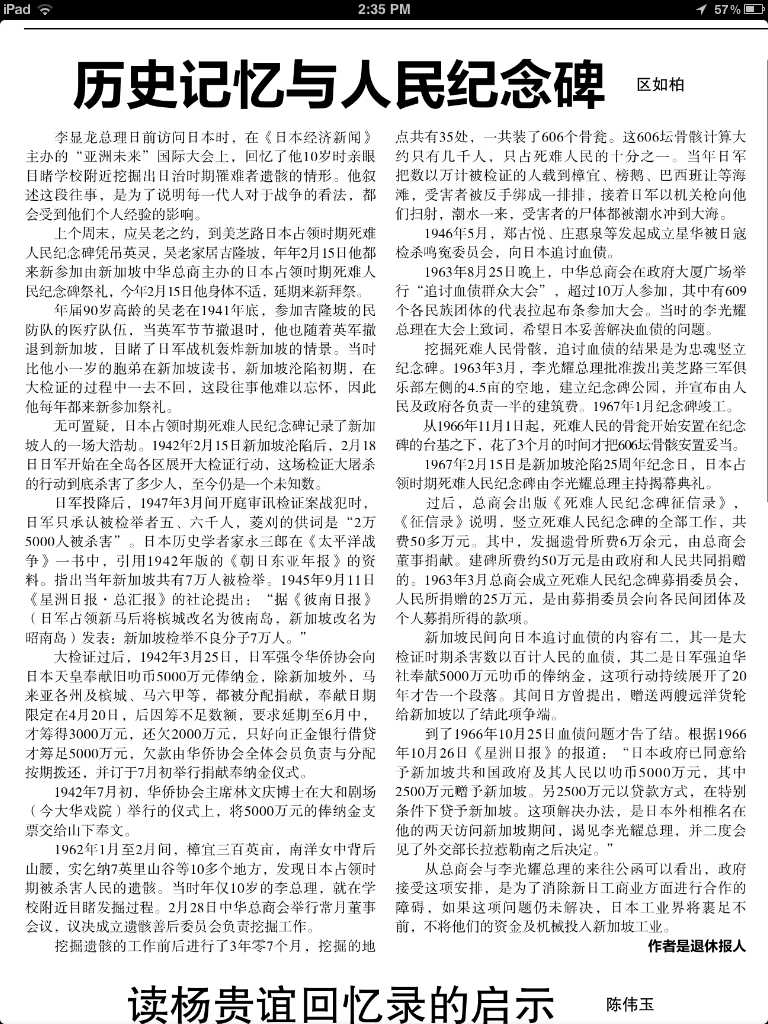 iPad
2:35 PM
57%
历史记忆与人民纪念碑
区如柏
李显龙总理日前访问日本时，在《日本经济新闻》
主办的“亚洲未来”国际大会上，回忆了他10岁时亲眼
目睹学校附近挖掘出日治时期罹难者遗骸的情形。他叙
述这段往事，是为了说明每一代人对于战争的看法，都
会受到他们个人经验的影响。
上个周末，应吴老之约，到美芝路日本占领时期死难
人民纪念碑凭吊英灵，吴老家居吉隆坡，年年2月15日他都
来新参加由新加坡中华总商主办的日本占领时期死难人
民纪念碑祭礼，今年2月15日他身体不适，延期来新拜祭。
年届90岁高龄的吴老在1941年底，参加吉隆坡的民
防队的医疗队伍，当英军节节撤退时，他也随着英军撤
退到新加坡，目睹了日军战机轰炸新加坡的情景。当时
比他小一岁的胞弟在新加坡读书，新加坡沦陷初期，在
大检证的过程中一去不回，这段往事他难以忘怀，因此
他每年都来新参加祭礼。
无可置疑，日本占领时期死难人民纪念碑记录了新加
坡人的一场大浩劫。1942年2月15日新加坡沦陷后，2月18
日日军开始在全岛各区展开大检证行动，这场检证大屠杀
的行动到底杀害了多少人，至今仍是一个未知数。
日军投降后，1947年3月间开庭审讯检证案战犯时，
日军只承认被检举者五、六千人，菱刈的供词是“2万
5000人被杀害”。日本历史学者家永三郎在《太平洋战
争》一书中，引用1942年版的《朝日东亚年报》的资
料。指出当年新加坡共有7万人被检举。1945年9月11日
《星洲日报·总汇报》的社论提出：“据《彼南日报》
（日军占领新马后将槟城改名为彼南岛，新加坡改名为
昭南岛）发表：新加坡检举不良分子7万人。”
大检证过后，1942年3月25日，日军强令华侨协会向
日本天皇奉献旧叻币5000万元俸纳金，除新加坡外，马
来亚各州及槟城、马六甲等，都被分配捐献，奉献日期
限定在4月20日，后因筹不足数额，要求延期至6月中，
才筹得3000万元，还欠2000万元，只好向正金银行借贷
才筹足5000万元，欠款由华侨协会全体会员负责与分配
按期拨还，并订于7月初举行捐献奉纳金仪式。
1942年7月初，华侨协会主席林文庆博士在大和剧场
（今大华戏院）举行的仪式上，将5000万元的俸纳金支
票交给山下奉文。
1962年1月至2月间，樟宜三百英亩，南洋女中背后
山腰，实乞纳7英里山谷等10多个地方，发现日本占领时
期被杀害人民的遗骸。当时年仅10岁的李总理，就在学
校附近目睹发掘过程。2月28日中华总商会举行常月董事
会议，议决成立遗骸善后委员会负责挖掘工作。
挖掘遗骸的工作前后进行了3年零7个月，挖掘的地
点共有35处，一共装了606个骨瓮。这606坛骨骸计算大
约只有几千人，只占死难人民的十分之一。当年日军
把数以万计被检证的人载到樟宜、榜鹅、巴西班让等海
滩，受害者被反手绑成一排排，接着日军以机关枪向他
们扫射，潮水一来，受害者的尸体都被潮水冲到大海。
1946年5月，郑古悦、庄惠泉等发起成立星华被日寇
检杀鸣冤委员会，向日本追讨血债。
1963年8月25日晚上，中华总商会在政府大厦广场举
行“追讨血债群众大会”，超过10万人参加，其中有609
个各民族团体的代表拉起布条参加大会。当时的李光耀
总理在大会上致词，希望日本妥善解决血债的问题。
挖掘死难人民骨骸，追讨血债的结果是为忠魂竖立
纪念碑。1963年3月，李光耀总理批准拨出美芝路三军俱
乐部左侧的4.5亩的空地，建立纪念碑公园，并宣布由人
民及政府各负责一半的建筑费。1967年1月纪念碑竣工。
从1966年11月1日起，死难人民的骨瓮开始安置在纪念
碑的台基之下，花了3个月的时间才把606坛骨骸安置妥当。
1967年2月15日是新加坡沦陷25周年纪念日，日本占
领时期死难人民纪念碑由李光耀总理主持揭幕典礼。
过后，总商会出版《死难人民纪念碑征信录》，
《征信录》说明，竖立死难人民纪念碑的全部工作，共
费50多万元。其中，发掘遗骨所费6万余元，由总商会
董事捐献。建碑所费约50万元是由政府和人民共同捐赠
的。1963年3月总商会成立死难人民纪念碑募捐委员会，
人民所捐赠的25万元，是由募捐委员会向各民间团体及
个人募捐所得的款项。
新加坡民间向日本追讨血债的内容有二，其一是大
检证时期杀害数以百计人民的血债，其二是日军强迫华
社奉献5000万元叻币的俸纳金，这项行动持续展开了20
年才告一个段落。其间日方曾提出，赠送两艘远洋货轮
给新加坡以了结此项争端。
到了1966年10月25日血债问题才告了结。根据1966
年10月26日《星洲日报》的报道：“日本政府已同意给
予新加坡共和国政府及其人民以叻币5000万元，其中
2500万元赠予新加坡。另2500万元以贷款方式，在特别
条件下贷予新加坡。这项解决办法，是日本外相椎名在
他的两天访问新加坡期间，谒见李光耀总理，并二度会
见了外交部长拉惹勒南之后决定。”
从总商会与李光耀总理的来往公函可以看出，政府
接受这项安排，是为了消除新日工商业方面进行合作的
障碍，如果这项问题仍未解决，日本工业界将裹足不
前，不将他们的资金及机械投入新加坡工业。
作者是退休报人
读杨贵谊回忆录的启示
陈伟玉